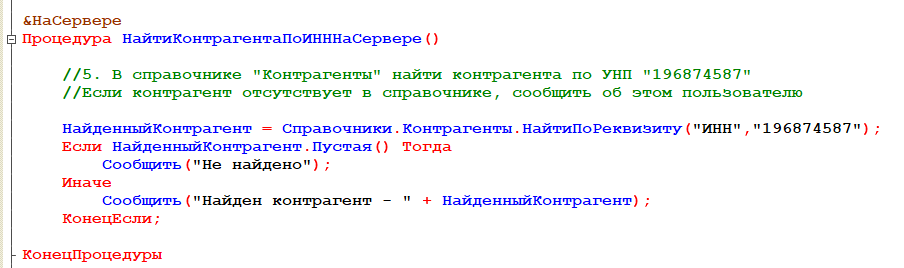 &НаСервере
Процедура НайтиКонтрагентаПоИНННаСервере()
//5. В справочнике "Контрагенты" найти контрагента по УНП "196874587"
//Если контрагент отсутствует в справочнике, сообщить об этом пользователю
НайденныйКонтрагент = Справочники.Контрагенты.НайтиПоРеквизиту("ИНН","196874587");
Если НайденныйКонтрагент.Пустая() Тогда
Сообщить("Не найдено");
Иначе
Сообщить("Найден контрагент - " + НайденныйКонтрагент);
КонецЕсли;
КонецПроцедуры